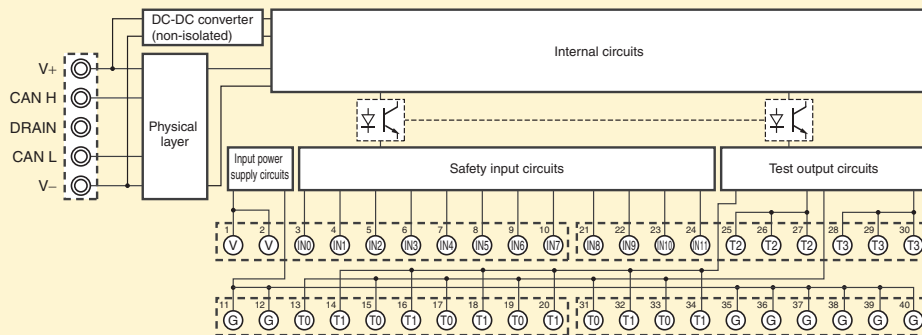 DC-DC converter
(non-isolated)
Internal circuits
V+
CAN H
DRAIN
CAN L
V–
Physical
layer
Input power
supply circuits
Safety input circuits
Test output circuits
1 2 3 4 5 6 7 8 9 10 21 22 23 24 25 26 27 28 29 30
V V IN0 IN1 IN2 IN3 IN4 IN5 IN6 IN7 IN8 IN9 IN10 IN11 T2 T2 T2 T3 T3 T3
11 12 13 14 15 16 17 18 19 20 31 32 33 34 35 36 37 38 39 40
G G T0 T1 T0 T1 T0 T1 T0 T1 T0 T1 T0 T1 G G G G G G